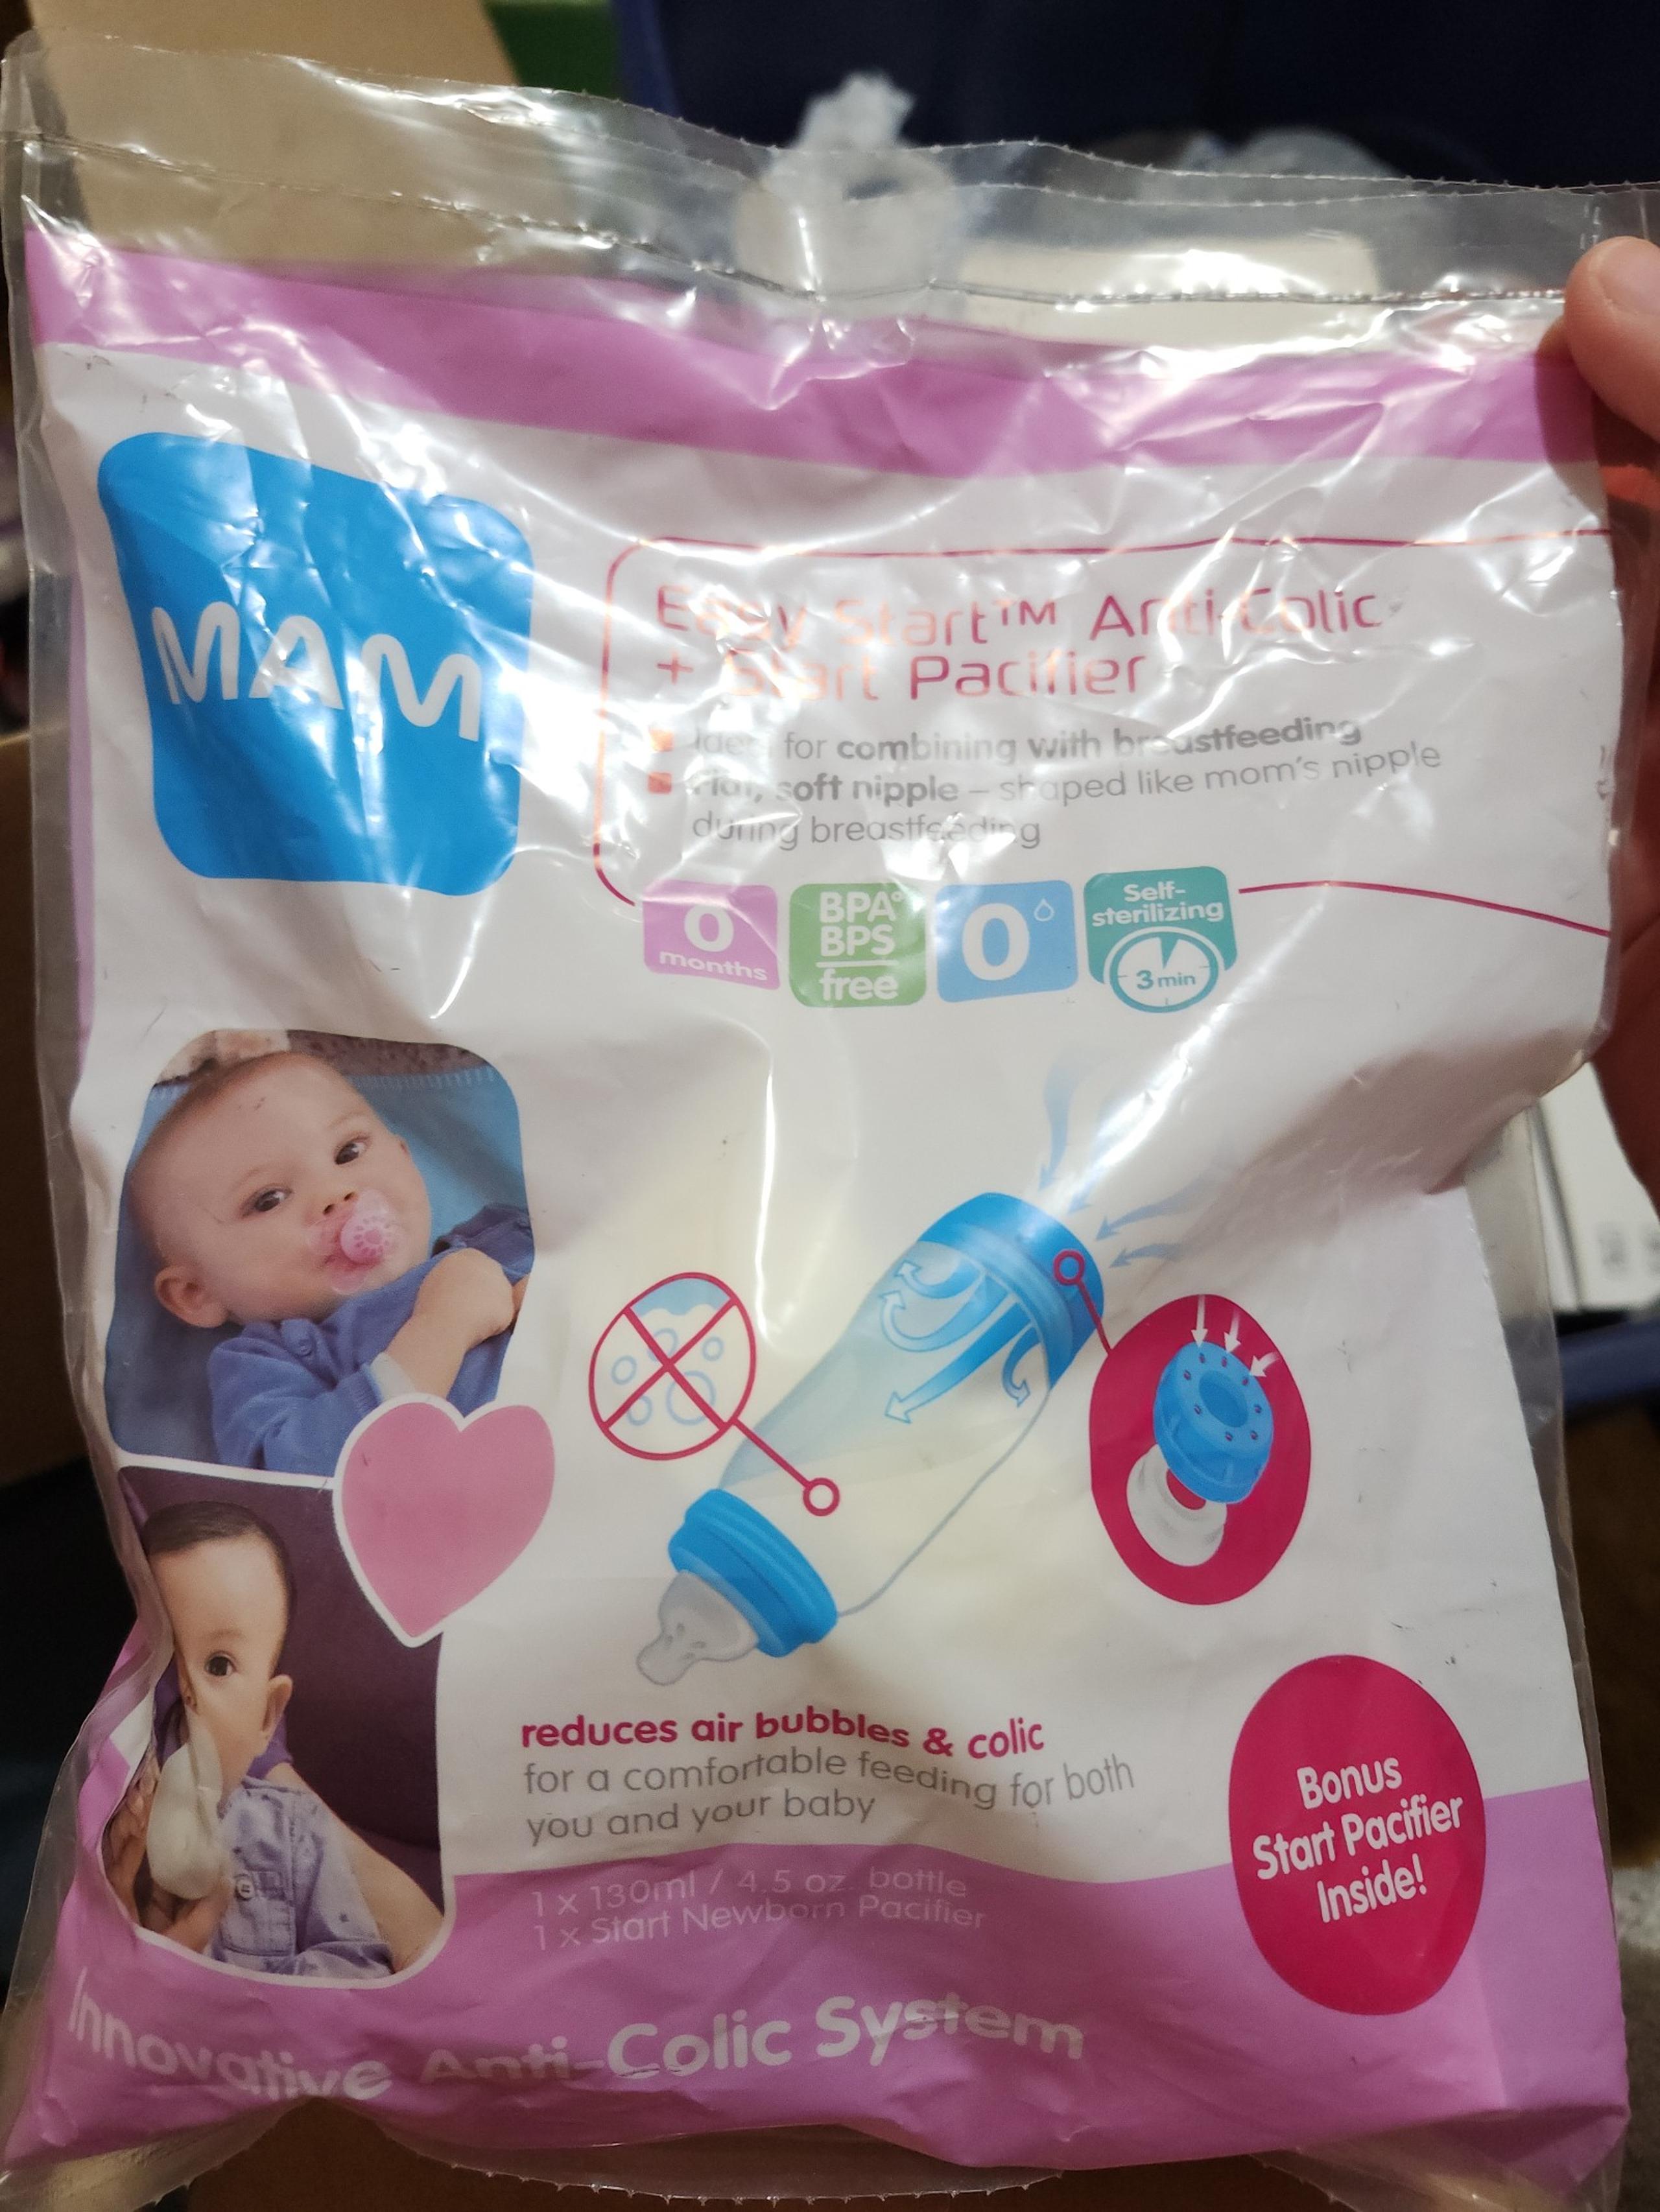 MAM
Easy Start™ Anti-Colic
+ Start Pacifier
Ideal for combining with breastfeeding
Flat, soft nipple – shaped like mom's nipple
during breastfeeding
0
months
BPA°
BPS
free
0
Self-
sterilizing
3 min
reduces air bubbles & colic
for a comfortable feeding for both
you and your baby
1 x 130ml / 4.5 oz. bottle
1 x Start Newborn Pacifier
Bonus
Start Pacifier
Inside!
Innovative Anti-Colic System